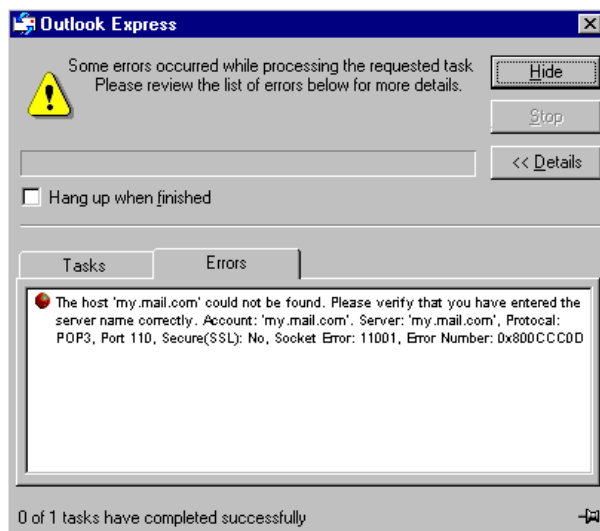 Outlook Express
Some errors occurred while processing the requested task
Please review the list of errors below for more details.
Hide
Stop
<< Details
Hang up when finished
Tasks
Errors
The host 'my.mail.com' could not be found. Please verify that you have entered the
server name correctly. Account: 'my.mail.com'. Server: 'my.mail.com', Protocal:
POP3, Port 110, Secure(SSL): No, Socket Error: 11001, Error Number: 0x800CCC0D
0 of 1 tasks have completed successfully